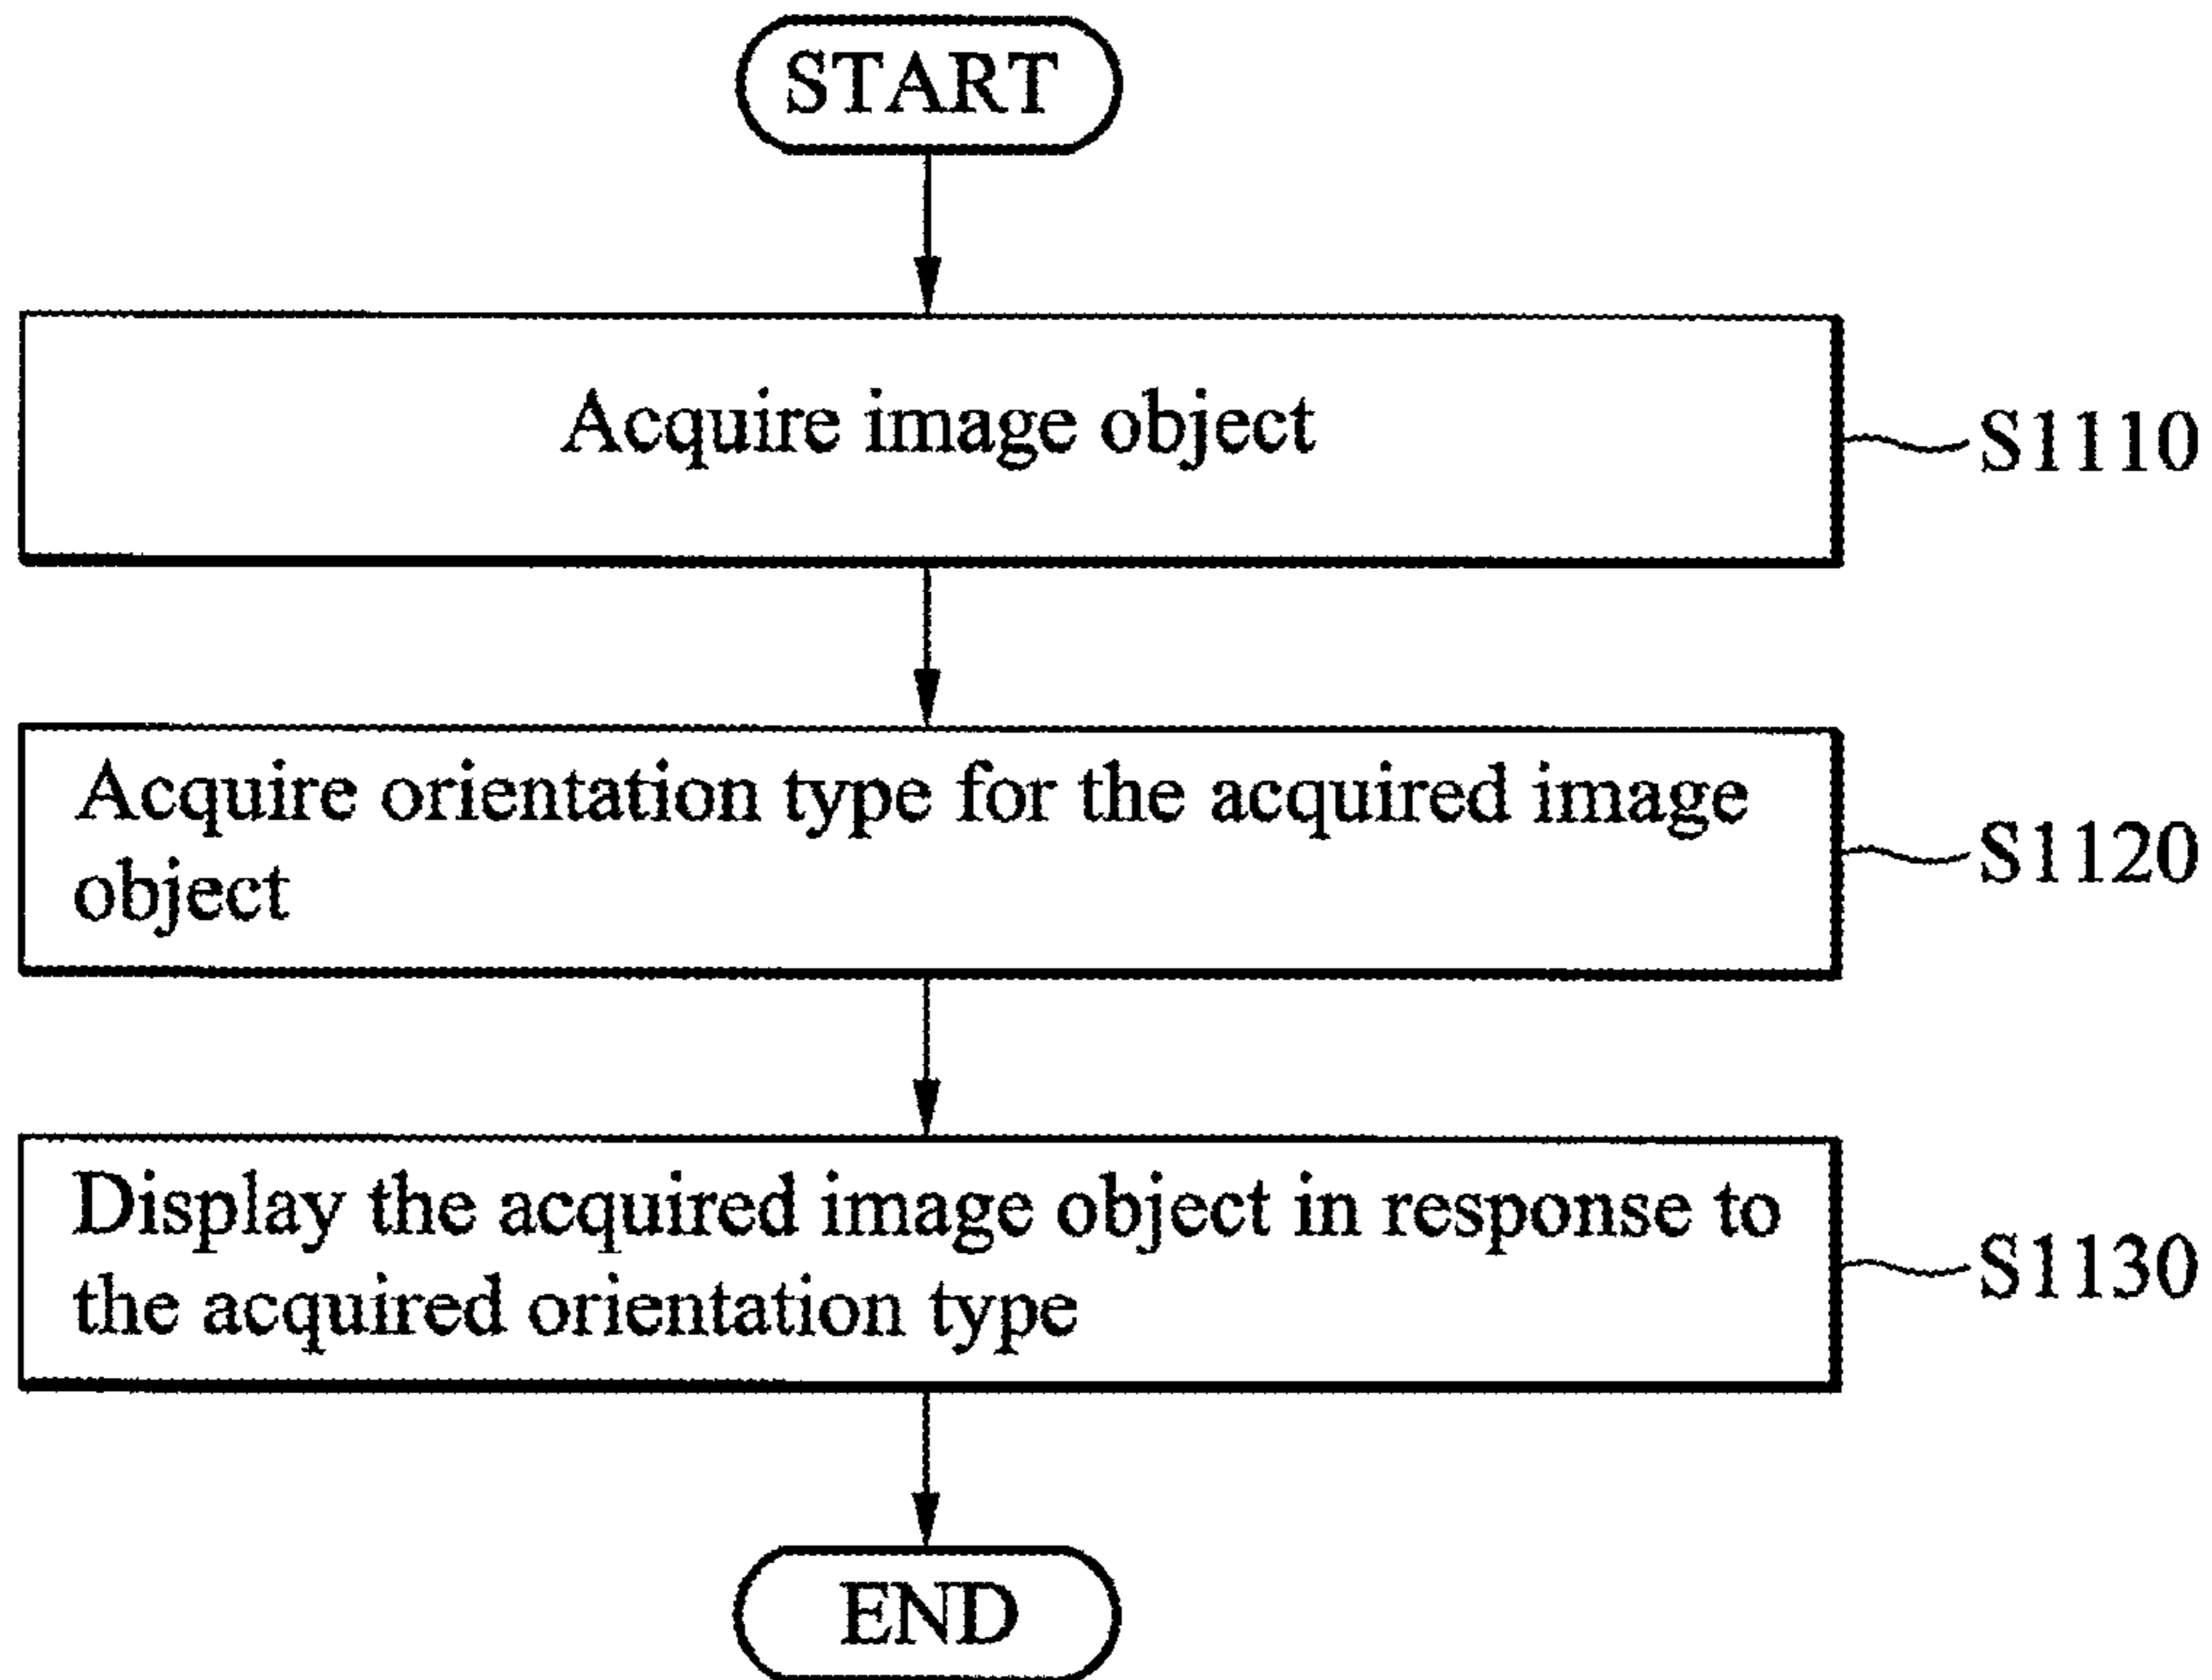 START
Acquire image object
S1110
Acquire orientation type for the acquired image
object
S1120
Display the acquired image object in response to
the acquired orientation type
S1130
END